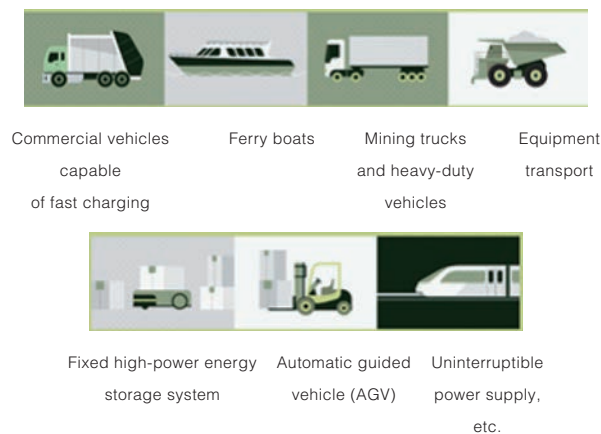 Commercial vehicles
capable
of fast charging
Ferry boats
Mining trucks
and heavy-duty
vehicles
Equipment
transport
Fixed high-power energy
storage system
Automatic guided
vehicle (AGV)
Uninterruptible
power supply,
etc.